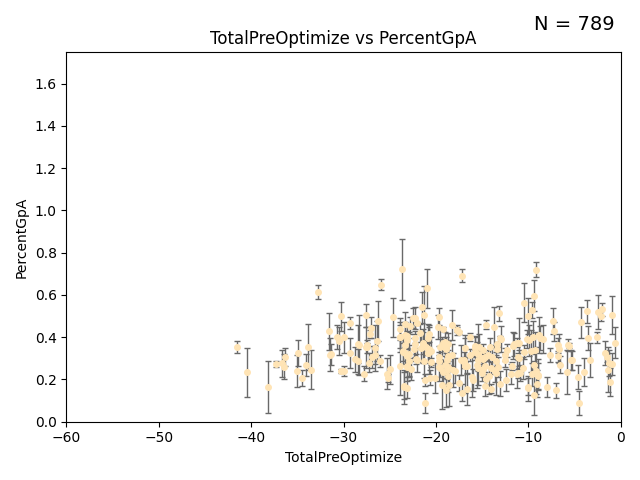 N = 789
TotalPreOptimize vs PercentGpA
1.6
1.4
1.2
1.0
0.8
0.6
0.4
0.2
0.0
PercentGpA
−60 −50 −40 −30 −20 −10 0
TotalPreOptimize